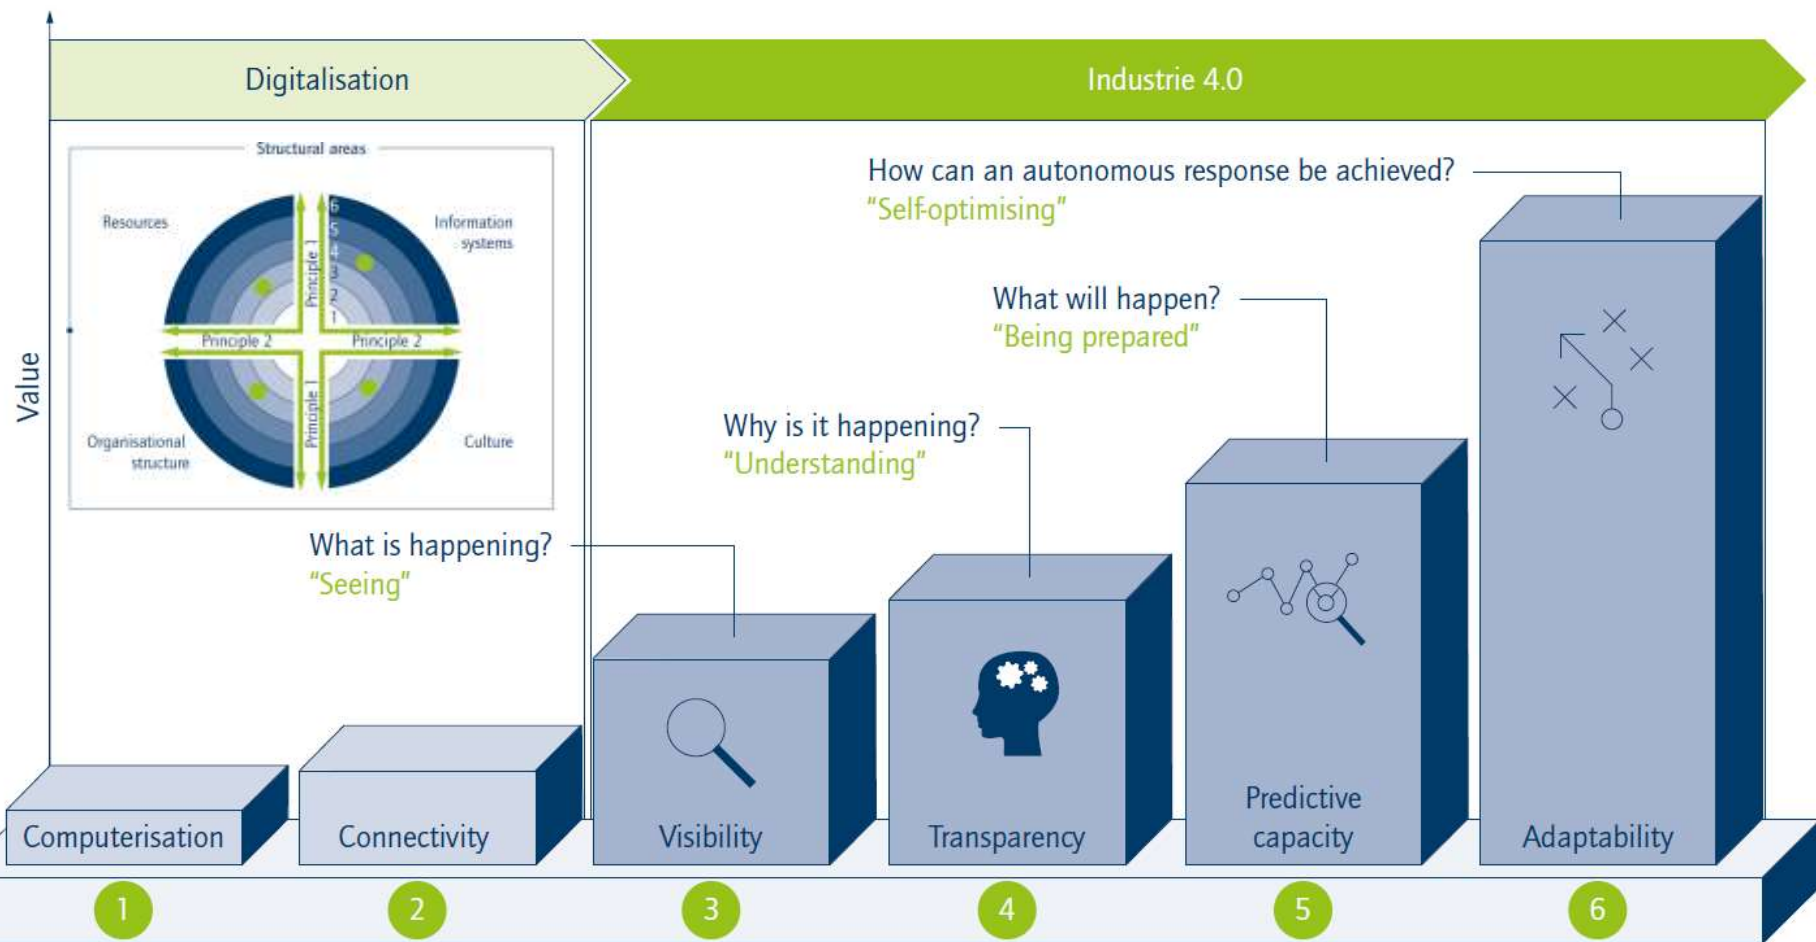 Digitalisation
Industrie 4.0
Structural areas
Resources
Information
systems
6
5
4
3
2
1
Principle 1
Principle 2
Principle 2
Principle 1
Organisational
structure
Culture
Value
How can an autonomous response be achieved?
“Self-optimising”
What will happen?
“Being prepared”
Why is it happening?
“Understanding”
What is happening?
“Seeing”
Computerisation
Connectivity
Visibility
Transparency
Predictive
capacity
Adaptability
1
2
3
4
5
6